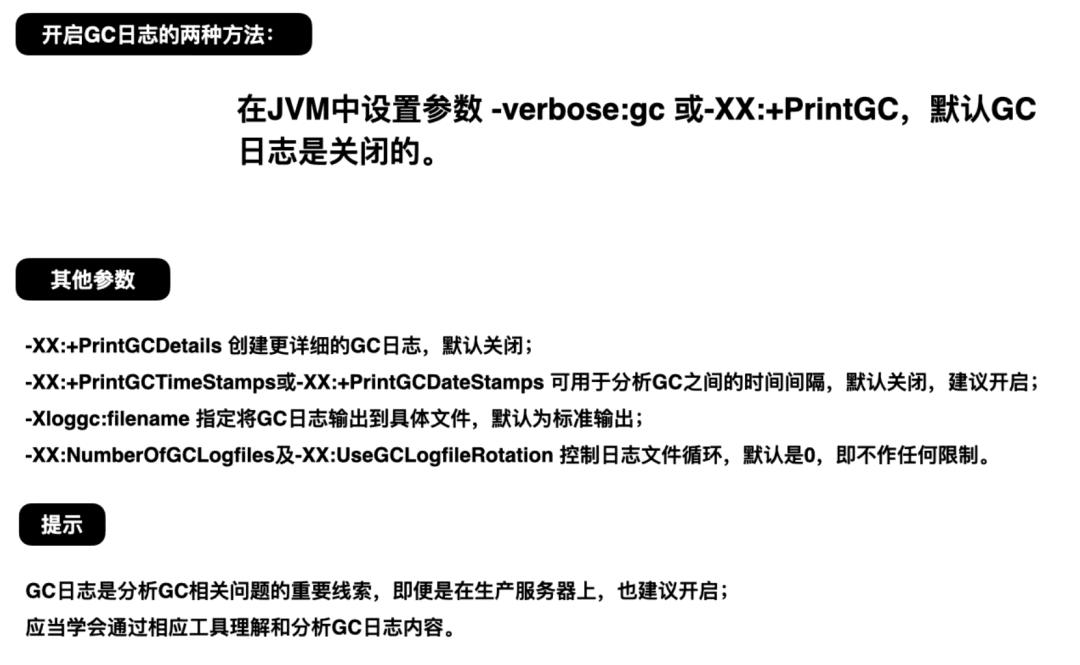 开启GC日志的两种方法：
在JVM中设置参数 -verbose:gc 或-XX:+PrintGC，默认GC
日志是关闭的。
其他参数
-XX:+PrintGCDetails 创建更详细的GC日志，默认关闭；
-XX:+PrintGCTimeStamps或-XX:+PrintGCDateStamps 可用于分析GC之间的时间间隔，默认关闭，建议开启；
-Xloggc:filename 指定将GC日志输出到具体文件，默认为标准输出；
-XX:NumberOfGCLogfiles及-XX:UseGCLogfileRotation 控制日志文件循环，默认是0，即不作任何限制。
提示
GC日志是分析GC相关问题的重要线索，即便是在生产服务器上，也建议开启；
应当学会通过相应工具理解和分析GC日志内容。